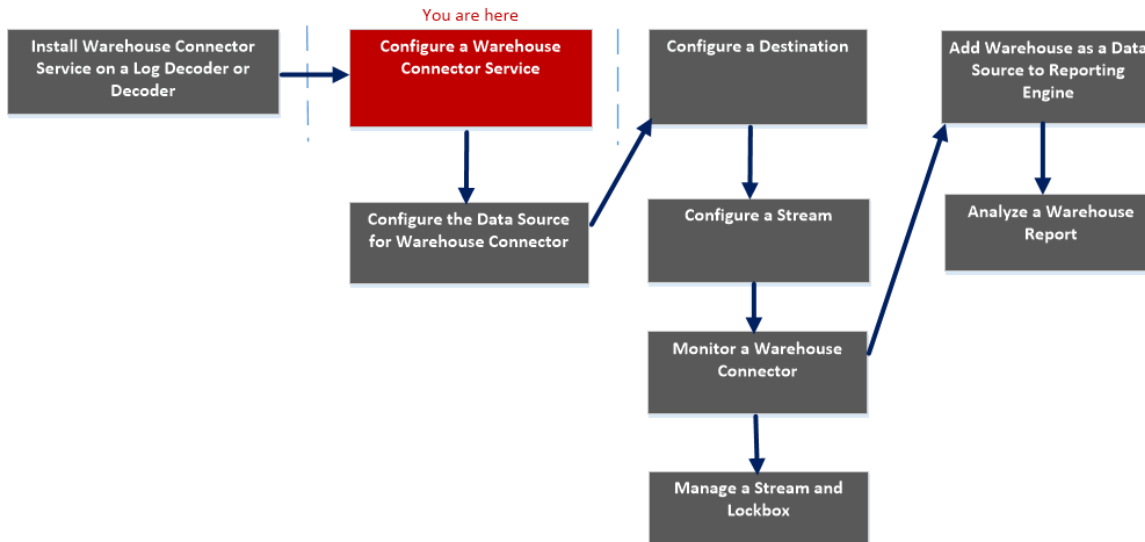 You are here
Install Warehouse Connector
Service on a Log Decoder or
Decoder
Configure a Warehouse
Connector Service
Configure the Data Source
for Warehouse Connector
Configure a Destination
Configure a Stream
Monitor a Warehouse
Connector
Manage a Stream and
Lockbox
Add Warehouse as a Data
Source to Reporting
Engine
Analyze a Warehouse
Report